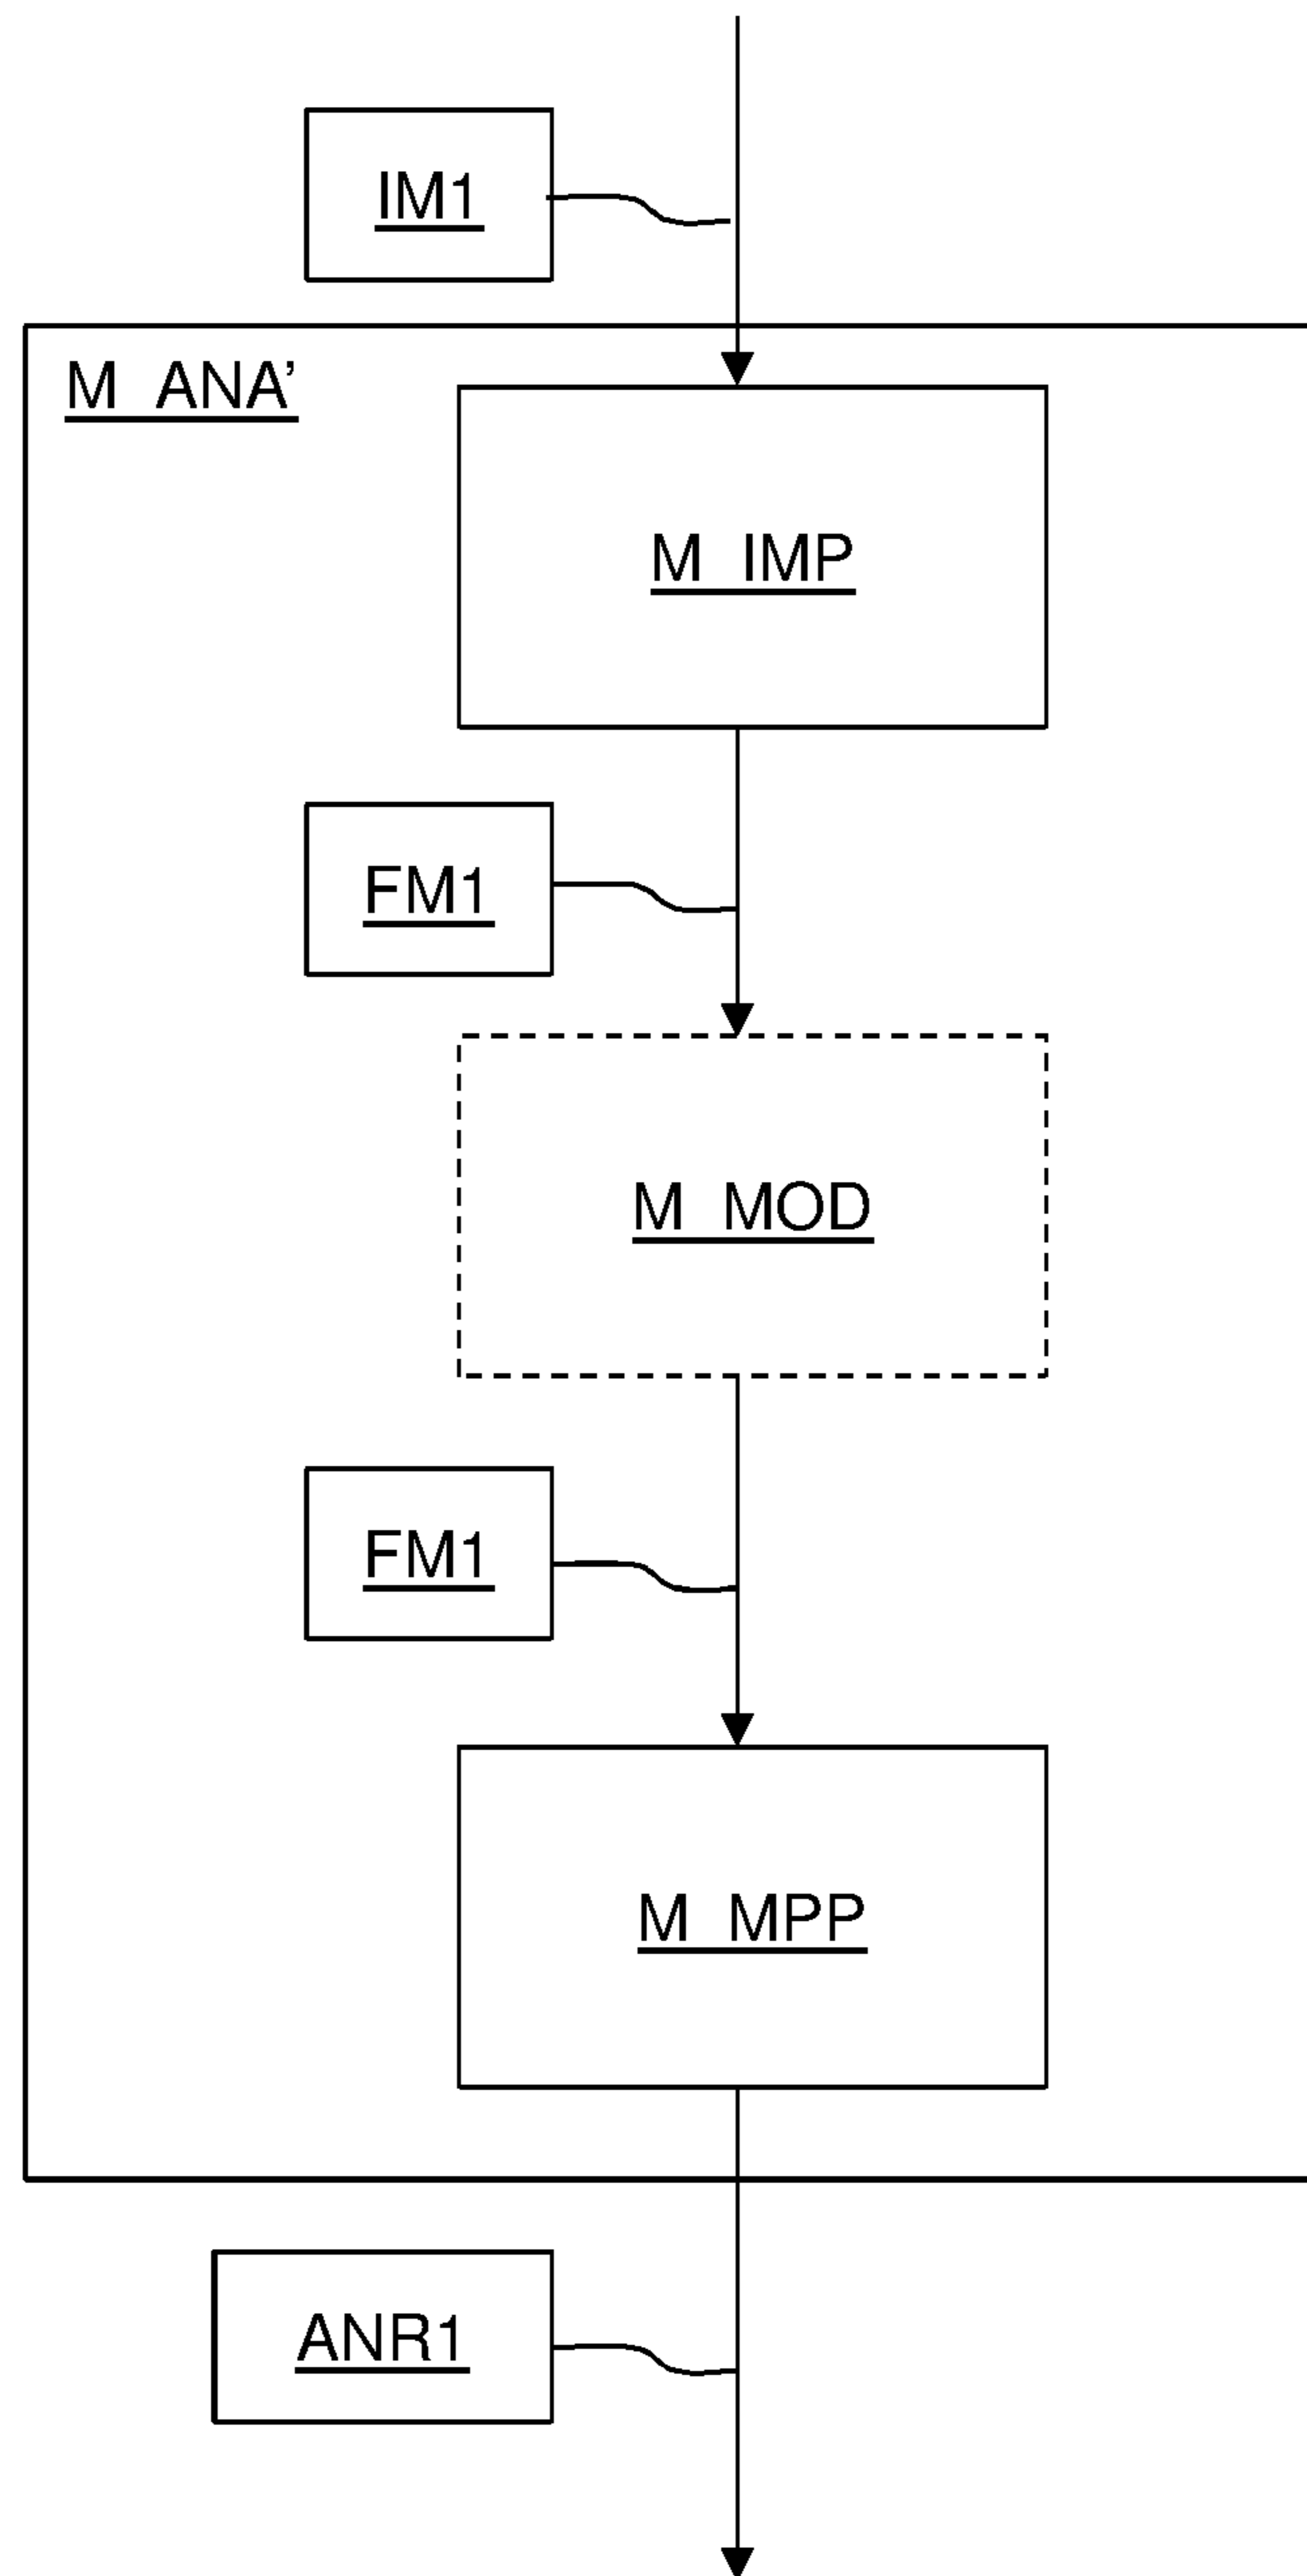 IM1
M_ANA’
M_IMP
FM1
M_MOD
FM1
M_MPP
ANR1